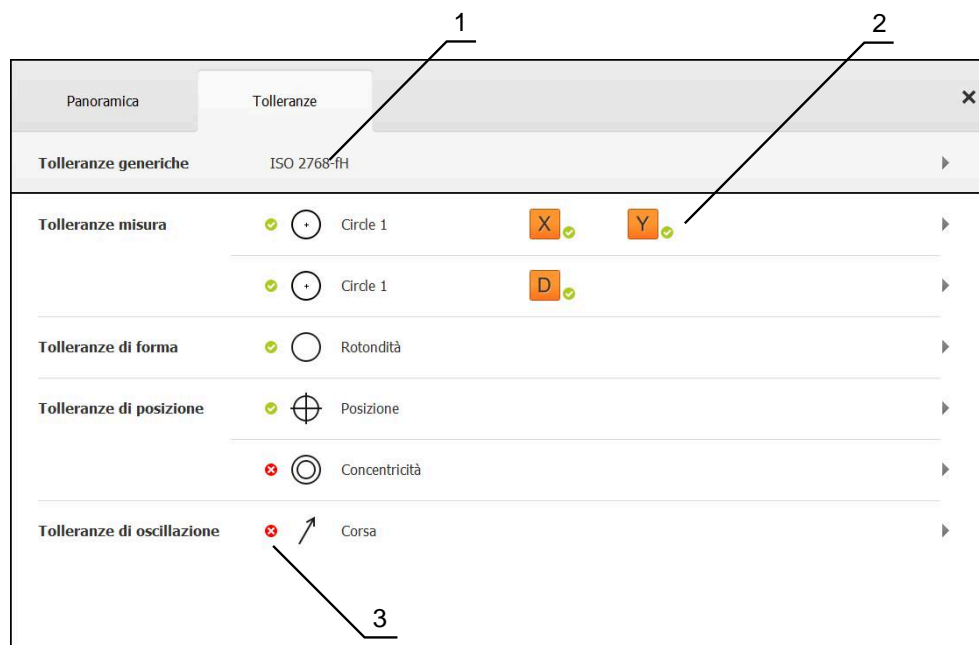 1
2
Panoramica
Tolleranze
Tolleranze generiche ISO 2768-fH
Tolleranze misura Circle 1 X Y
Circle 1 D
Tolleranze di forma Rotondità
Tolleranze di posizione Posizione
Concentricità
Tolleranze di oscillazione Corsa
3